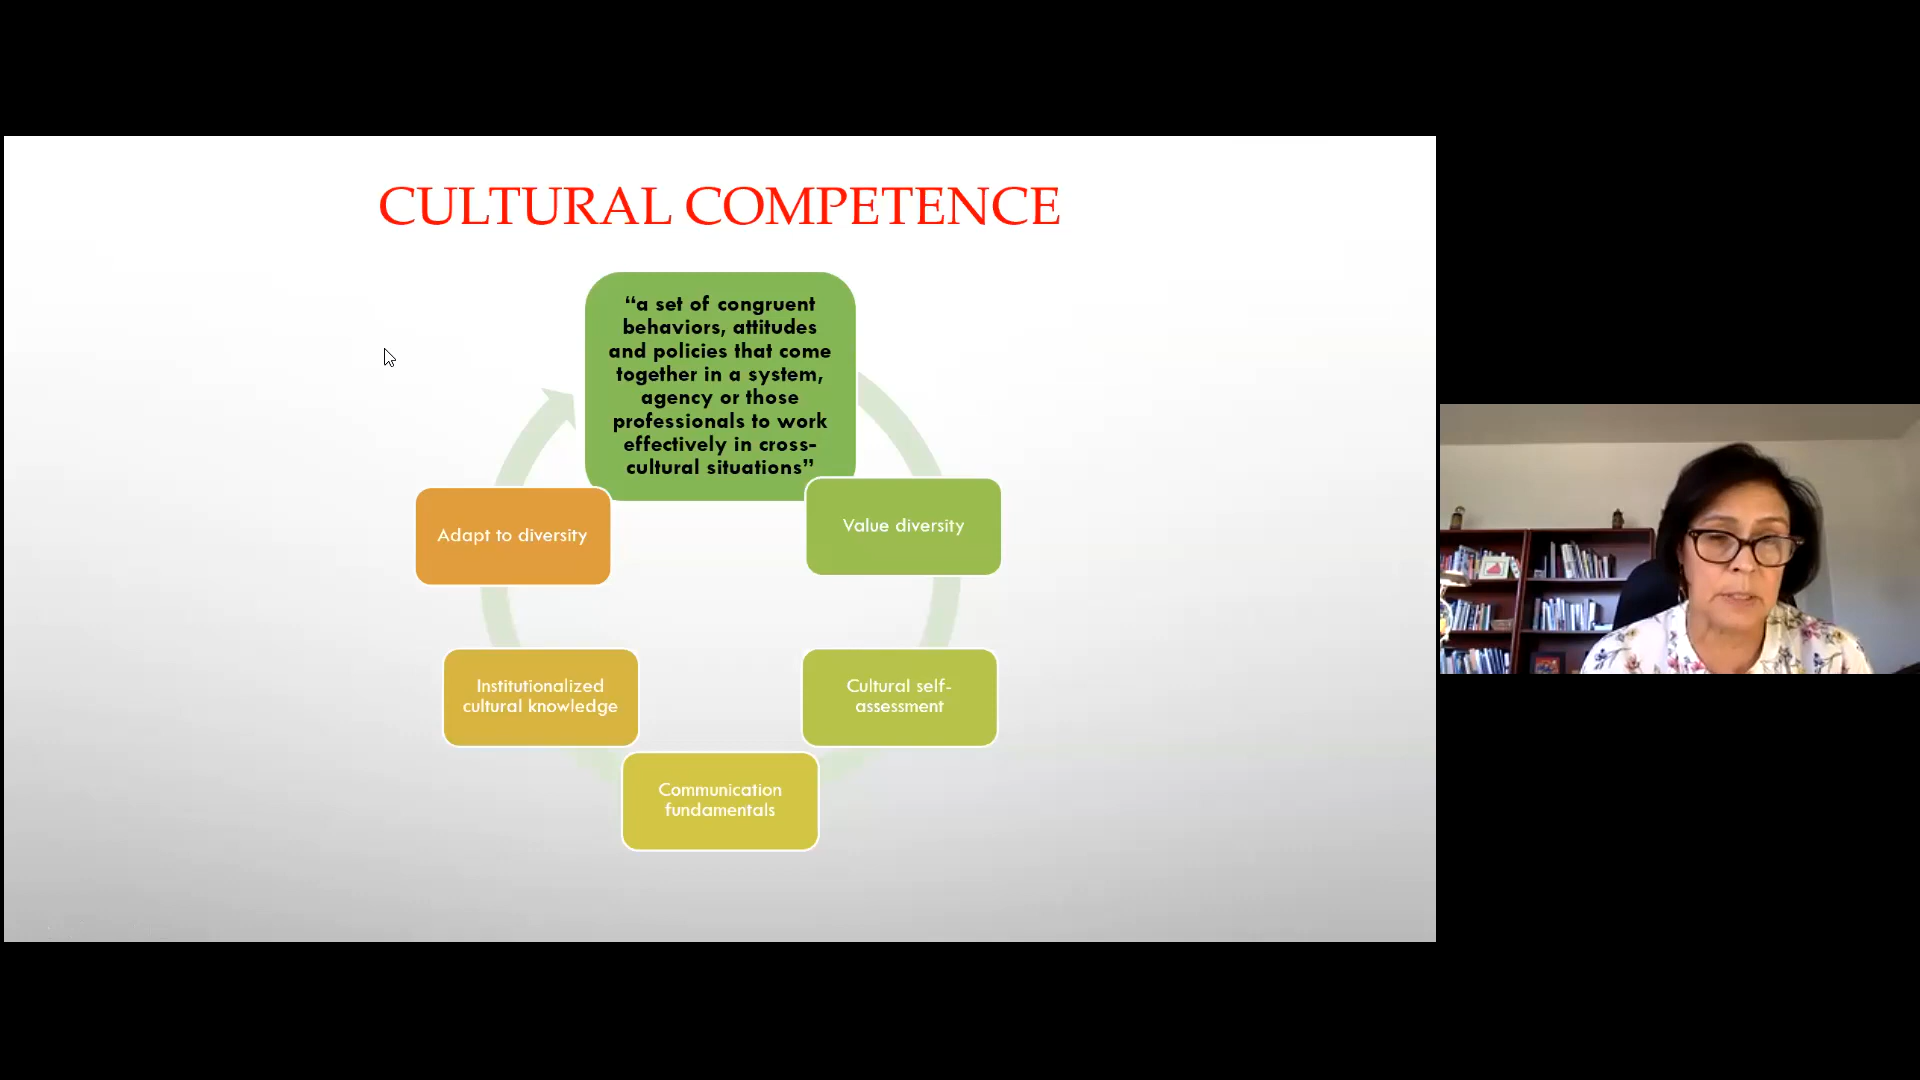 CULTURAL COMPETENCE
“a set of congruent
behaviors, attitudes
and policies that come
together in a system,
agency or those
professionals to work
effectively in cross-
cultural situations”
Value diversity
Cultural self-
assessment
Communication
fundamentals
Institutionalized
cultural knowledge
Adapt to diversity